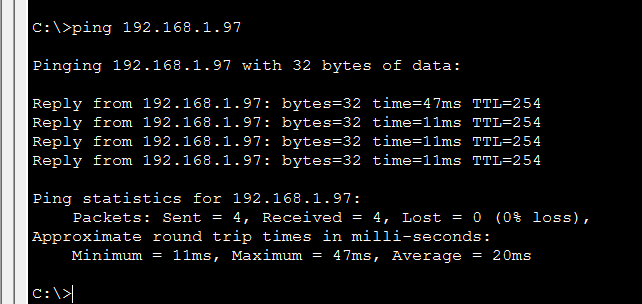 C:\>ping 192.168.1.97
Pinging 192.168.1.97 with 32 bytes of data:
Reply from 192.168.1.97: bytes=32 time=47ms TTL=254
Reply from 192.168.1.97: bytes=32 time=11ms TTL=254
Reply from 192.168.1.97: bytes=32 time=11ms TTL=254
Reply from 192.168.1.97: bytes=32 time=11ms TTL=254
Ping statistics for 192.168.1.97:
    Packets: Sent = 4, Received = 4, Lost = 0 (0% loss),
Approximate round trip times in milli-seconds:
    Minimum = 11ms, Maximum = 47ms, Average = 20ms
C:\>